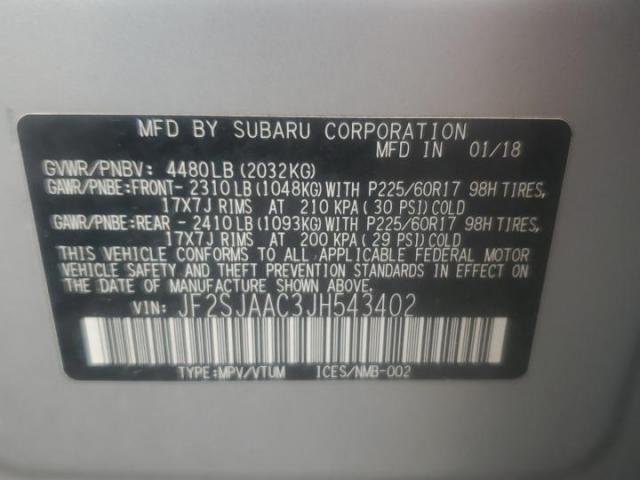 MFD BY SUBARU CORPORATION
MFD IN 01/18
GVWR/PNBV: 4480LB (2032KG)
GAWR/PNBE:FRONT- 2310LB (1048KG) WITH P225/60R17 98H TIRES,
17X7J RIMS AT 210 KPA (30 PSI) COLD
GAWR/PNBE:REAR - 2410LB (1093KG) WITH P225/60R17 98H TIRES,
17X7J RIMS AT 200 KPA (29 PSI) COLD
THIS VEHICLE CONFORMS TO ALL APPLICABLE FEDERAL MOTOR
VEHICLE SAFETY AND THEFT PREVENTION STANDARDS IN EFFECT
ON THE DATE OF MANUFACTURE SHOWN ABOVE.
VIN: JF2SJAAC3JH543402
TYPE:MPV/VTUM ICES/NMB-002